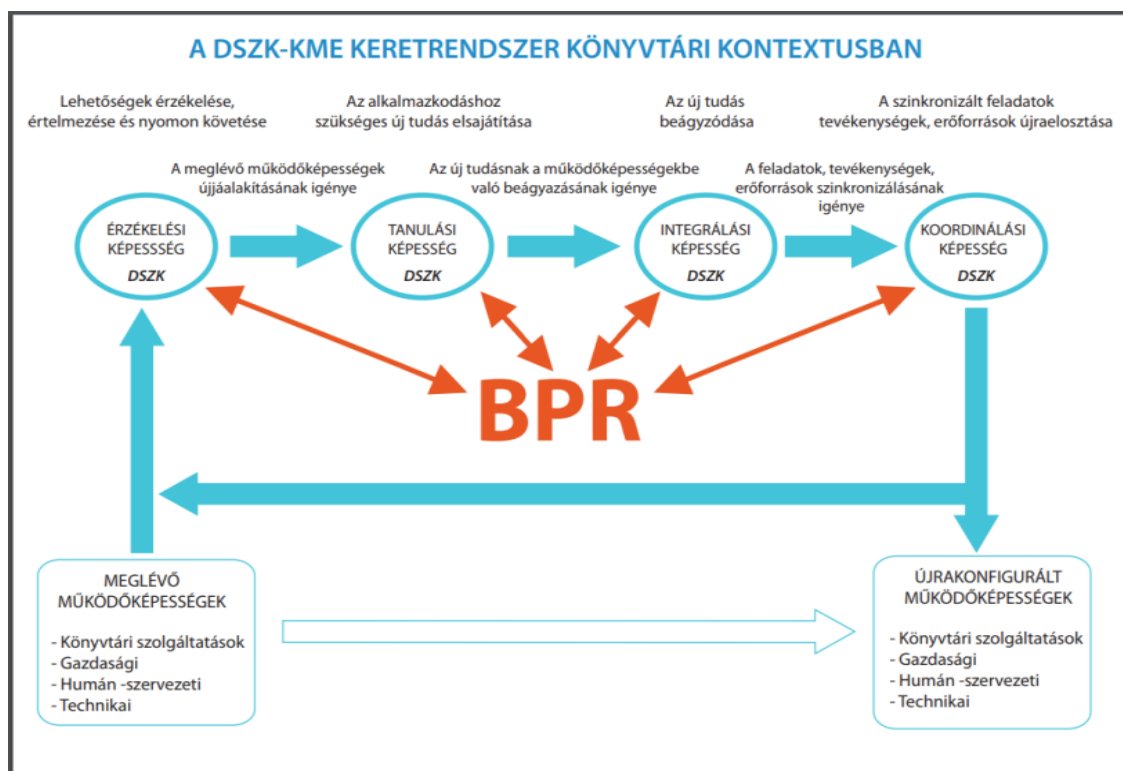 A DSZK-KME KERETRENDSZER KÖNYVTÁRI KONTEXTUSBAN
Lehetőségek érzékelése,
értelmezése és nyomon követése
Az alkalmazkodáshoz
szükséges új tudás elsajátítása
Az új tudás
beágyzódása
A szinkronizált feladatok
tevékenységek, erőforrások újraelosztása
A meglévő működőképességek
újjáalakításának igénye
Az új tudásnak a működőképességekbe
való beágyazásának igénye
A feladatok, tevékenységek,
erőforrások szinkronizálásának
igénye
ÉRZÉKELÉSI
KÉPESSSÉG
DSZK
TANULÁSI
KÉPESSÉG
DSZK
INTEGRÁLÁSI
KÉPESSÉG
DSZK
KOORDINÁLÁSI
KÉPESSÉG
DSZK
BPR
MEGLÉVŐ
MŰKÖDŐKÉPESSÉGEK
- Könyvtári szolgáltatások
- Gazdasági
- Humán -szervezeti
- Technikai
ÚJRAKONFIGURÁLT
MŰKÖDŐKÉPESSÉGEK
- Könyvtári szolgáltatások
- Gazdasági
- Humán -szervezeti
- Technikai